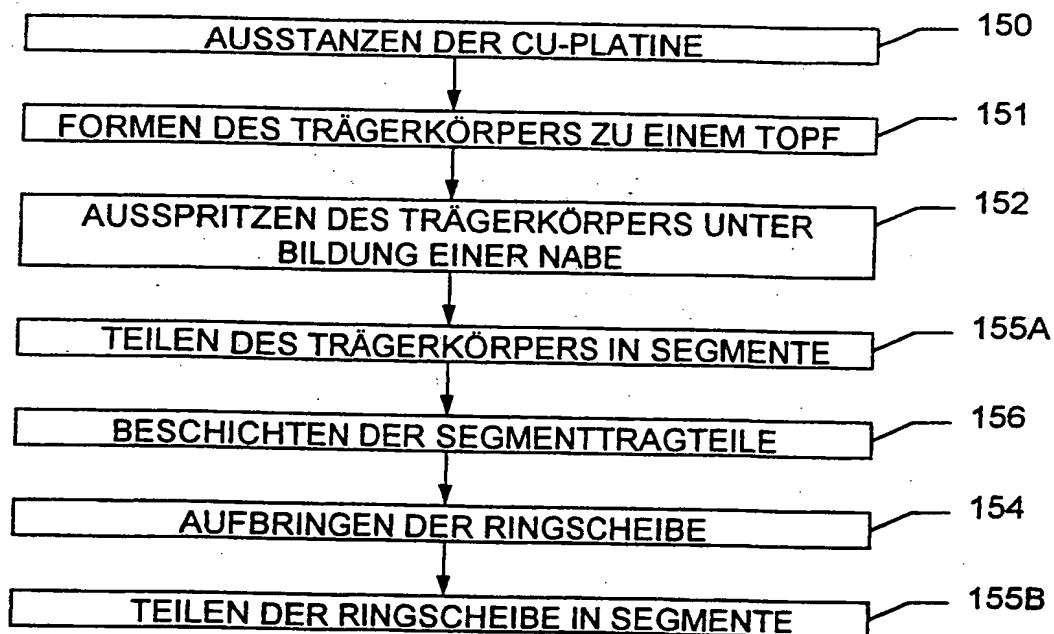 AUSSTANZEN DER CU-PLATINE 150
FORMEN DES TRÄGERKÖRPERS ZU EINEM TOPF 151
AUSSPRITZEN DES TRÄGERKÖRPERS UNTER
BILDUNG EINER NABE 152
TEILEN DES TRÄGERKÖRPERS IN SEGMENTE 155A
BESCHICHTEN DER SEGMENTTRAGTEILE 156
AUFBRINGEN DER RINGSCHEIBE 154
TEILEN DER RINGSCHEIBE IN SEGMENTE 155B